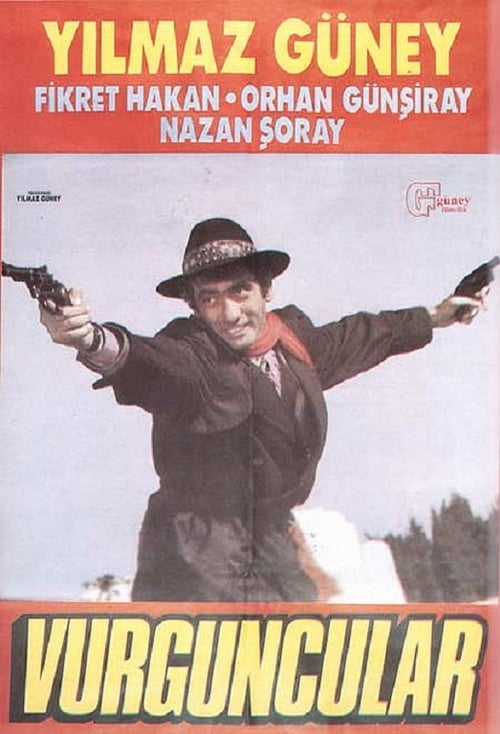 YILMAZ GÜNEY
FİKRET HAKAN • ORHAN GÜNŞİRAY
NAZAN ŞORAY
YILMAZ GÜNEY
güney
VURGUNCULAR